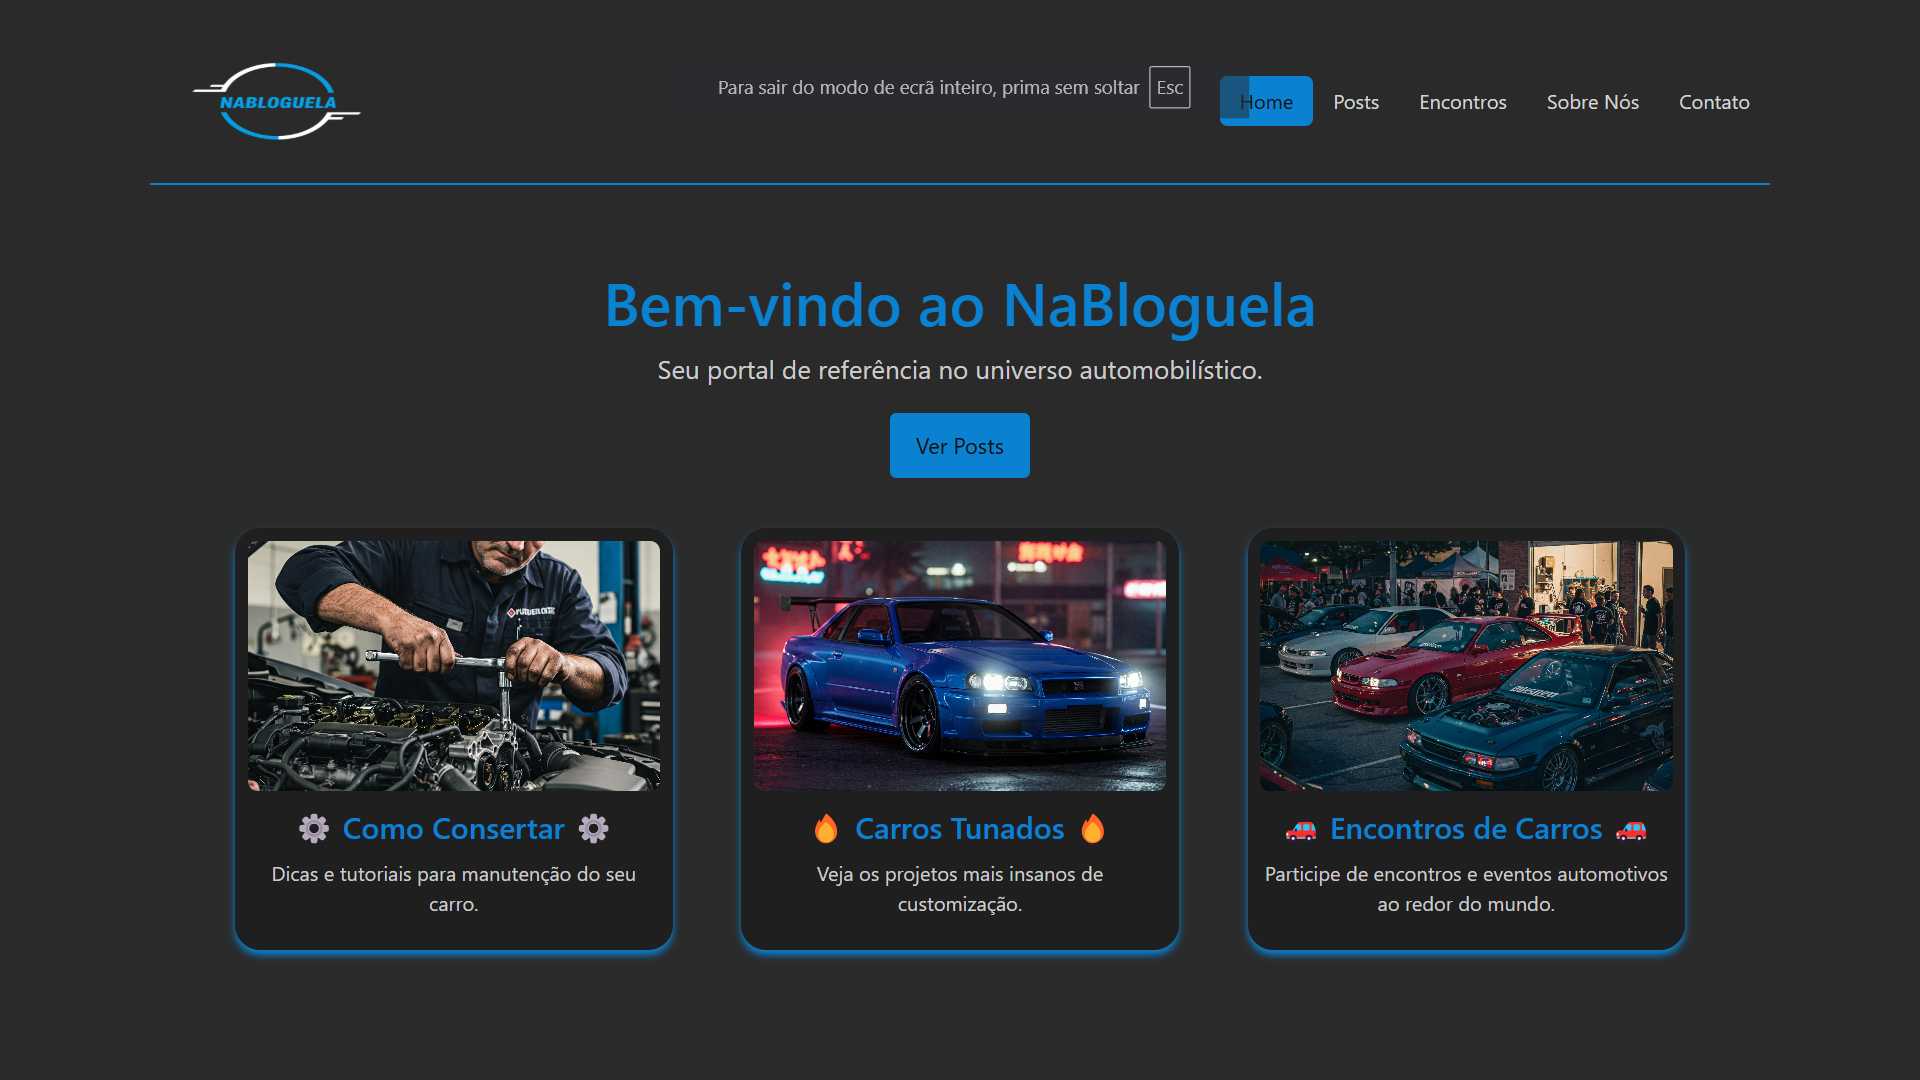 NABLOGUELA
Para sair do modo de ecrã inteiro, prima sem soltar Esc
Home Posts Encontros Sobre Nós Contato
Bem-vindo ao NaBloguela
Seu portal de referência no universo automobilístico.
Ver Posts
Como Consertar
Dicas e tutoriais para manutenção do seu
carro.
Carros Tunados
Veja os projetos mais insanos de
customização.
Encontros de Carros
Participe de encontros e eventos automotivos
ao redor do mundo.